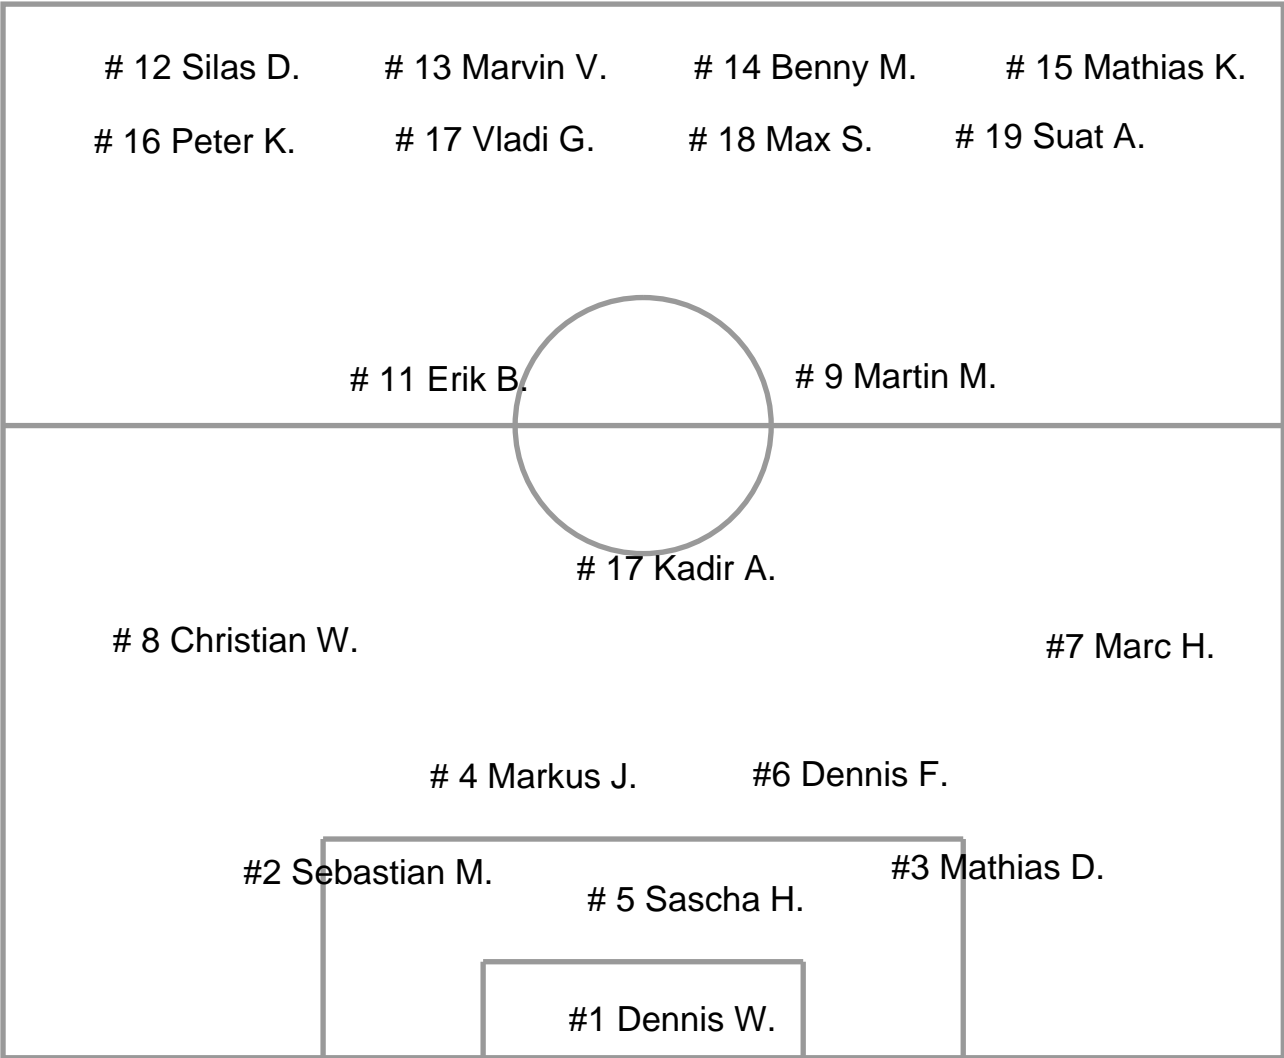 # 12 Silas D.
# 13 Marvin V.
# 14 Benny M.
# 15 Mathias K.
# 16 Peter K.
# 17 Vladi G.
# 18 Max S.
# 19 Suat A.
# 11 Erik B.
# 9 Martin M.
# 17 Kadir A.
# 8 Christian W.
#7 Marc H.
# 4 Markus J.
#6 Dennis F.
#2 Sebastian M.
#3 Mathias D.
# 5 Sascha H.
#1 Dennis W.